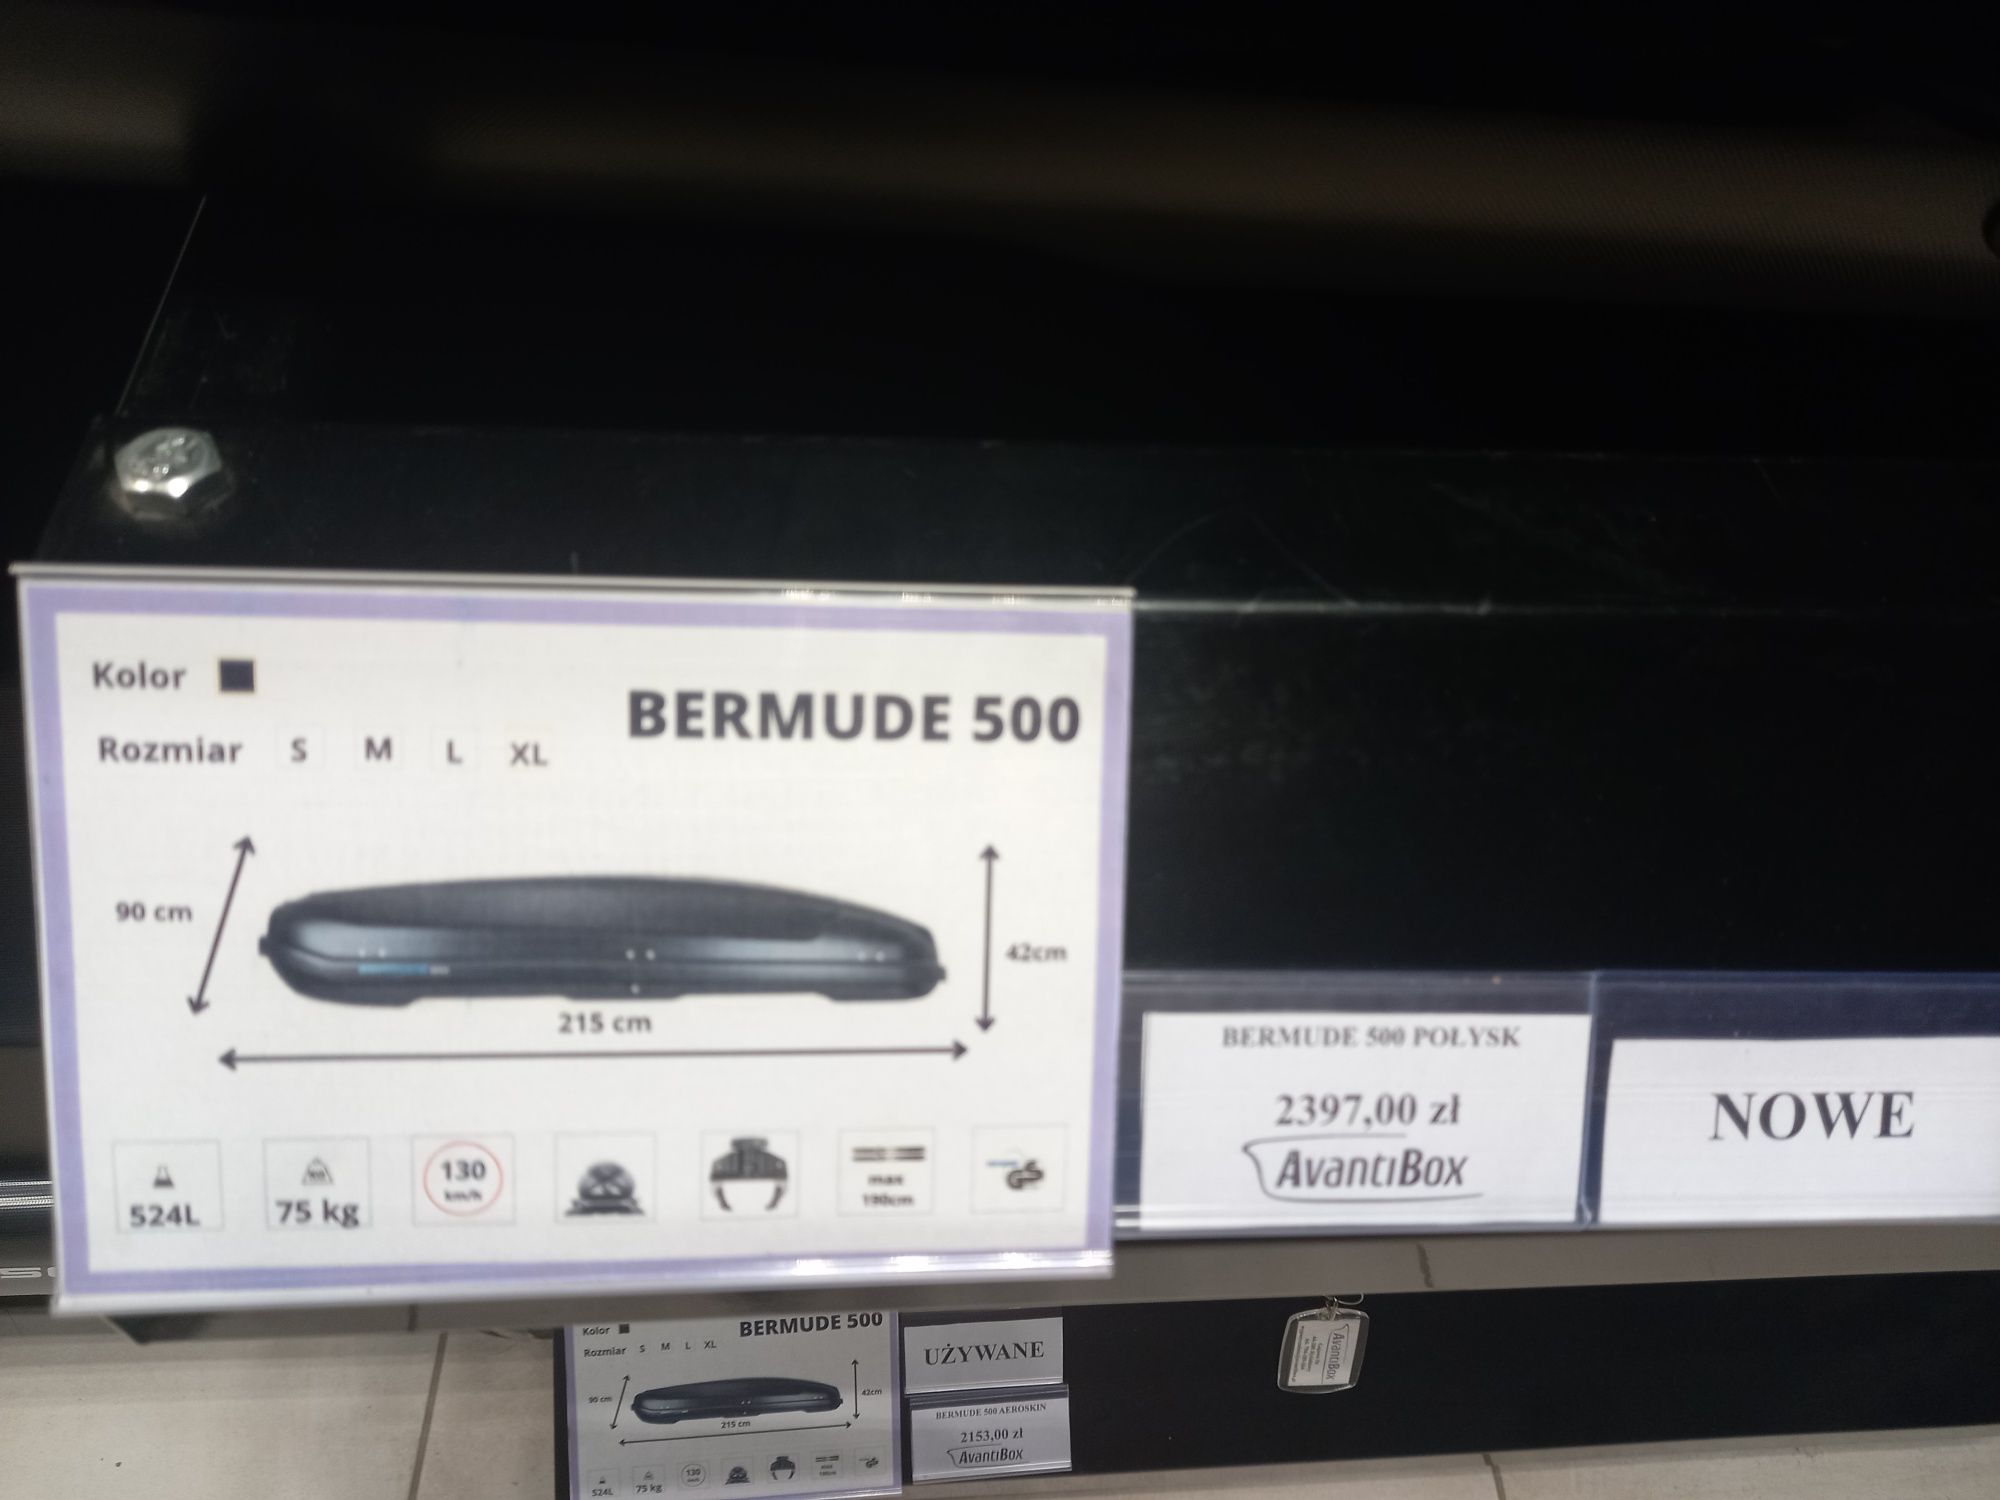 Kolor
BERMUDE 500
Rozmiar S M L XL
90 cm
42cm
215 cm
524L
75 kg
130 km/h
max
190cm
GS
BERMUDE 500 POŁYSK
2397,00 zł
AvantiBox
NOWE
Kolor
BERMUDE 500
Rozmiar S M L XL
90 cm
42cm
215 cm
524L
75 kg
130
UŻYWANE
BERMUDE 500 AEROSKIN
2153,00 zł
AvantiBox
AvantiBox